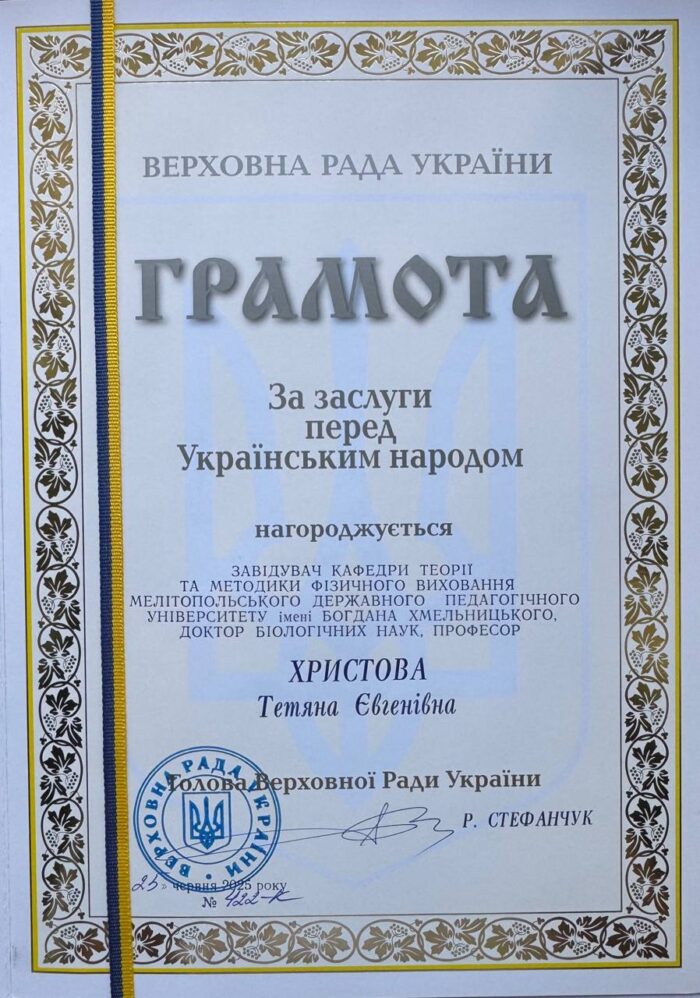 ВЕРХОВНА РАДА УКРАЇНИ
ГРАМОТА
За заслуги
перед
Українським народом
нагороджується
ЗАВІДУВАЧ КАФЕДРИ ТЕОРІЇ
ТА МЕТОДИКИ ФІЗИЧНОГО ВИХОВАННЯ
МЕЛІТОПОЛЬСЬКОГО ДЕРЖАВНОГО ПЕДАГОГІЧНОГО
УНІВЕРСИТЕТУ імені БОГДАНА ХМЕЛЬНИЦЬКОГО,
ДОКТОР БІОЛОГІЧНИХ НАУК, ПРОФЕСОР
ХРИСТОВА
Тетяна Євгенівна
Голова Верховної Ради України
Р. СТЕФАНЧУК
ВЕРХОВНА РАДА УКРАЇНИ
25 » червня 2025 року
№ 422-К